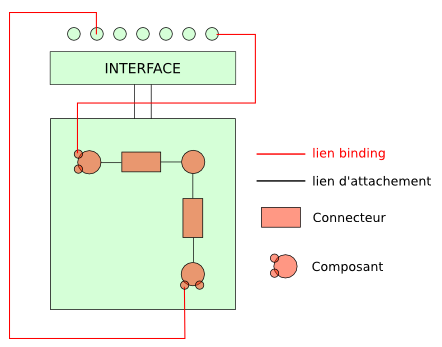 INTERFACE
lien binding
lien d'attachement
Connecteur
Composant